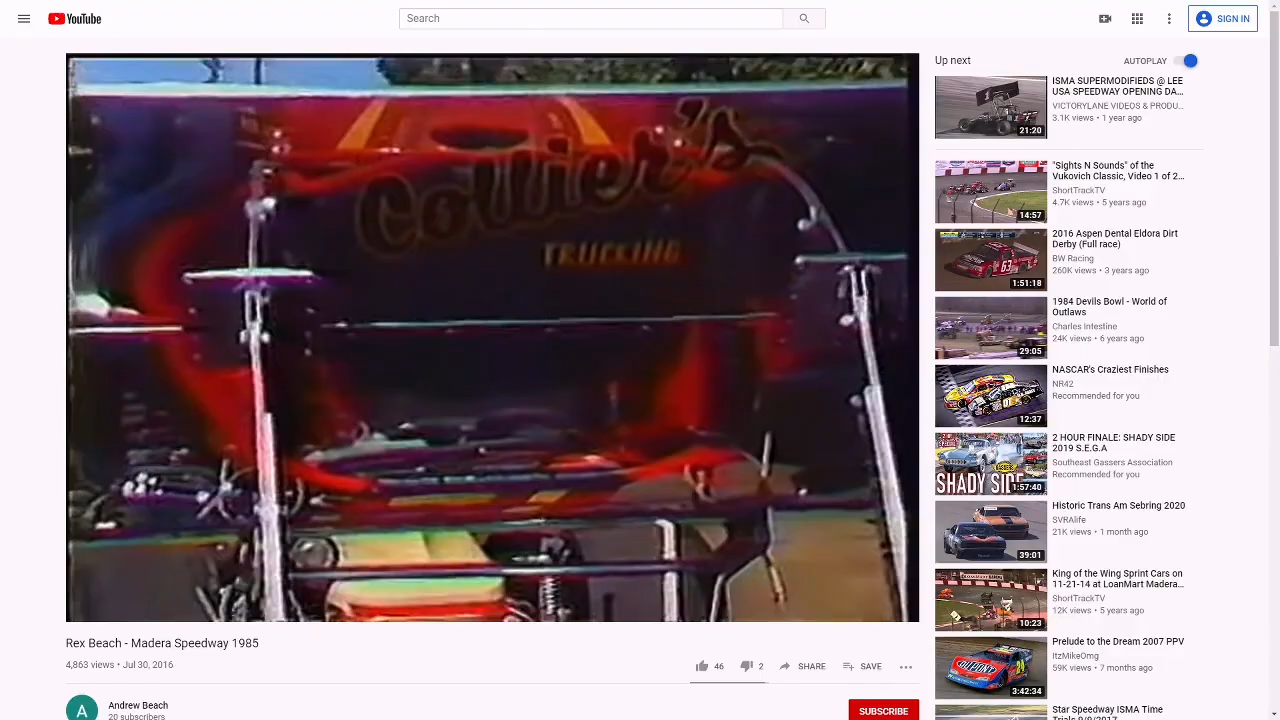 YouTube
Search
SIGN IN
Collier's
TRUCKING
Rex Beach - Madera Speedway 1985
4,863 views • Jul 30, 2016
46
2
SHARE
SAVE
A
Andrew Beach
20 subscribers
SUBSCRIBE
Up next
AUTOPLAY
ISMA SUPERMODIFIEDS @ LEE
USA SPEEDWAY OPENING DA...
VICTORYLANE VIDEOS & PRODU...
3.1K views • 1 year ago
21:20
"Sights N Sounds" of the
Vukovich Classic, Video 1 of 2...
ShortTrackTV
4.7K views • 5 years ago
14:57
2016 Aspen Dental Eldora Dirt
Derby (Full race)
BW Racing
260K views • 3 years ago
63
1:51:18
1984 Devils Bowl - World of
Outlaws
Charles Intestine
24K views • 6 years ago
29:05
NASCAR's Craziest Finishes
NR42
Recommended for you
12:37
2 HOUR FINALE: SHADY SIDE
2019 S.E.G.A
Southeast Gassers Association
Recommended for you
SHADY SIDE
1:57:40
Historic Trans Am Sebring 2020
SVRAlife
21K views • 1 month ago
39:01
King of the Wing Sprint Cars on
11-21-14 at LoanMart Madera...
ShortTrackTV
12K views • 5 years ago
10:23
Prelude to the Dream 2007 PPV
ItzMikeOmg
59K views • 7 months ago
24
3:42:34
Star Speedway ISMA Time
Trials 9/9/2017